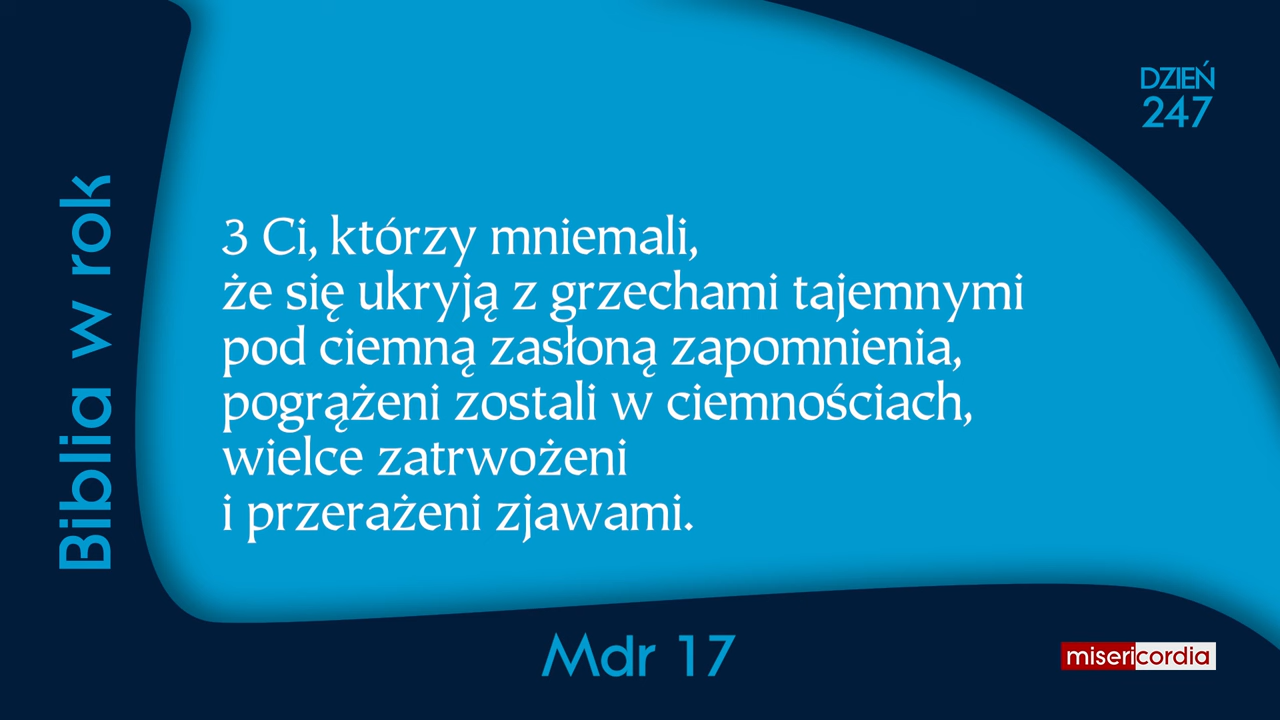 DZIEŃ
247
Biblia w rok
3 Ci, którzy mniemali,
że się ukryją z grzechami tajemnymi
pod ciemną zasłoną zapomnienia,
pogrążeni zostali w ciemnościach,
wielce zatrwożeni
i przerażeni zjawami.
Mdr 17
misericordia